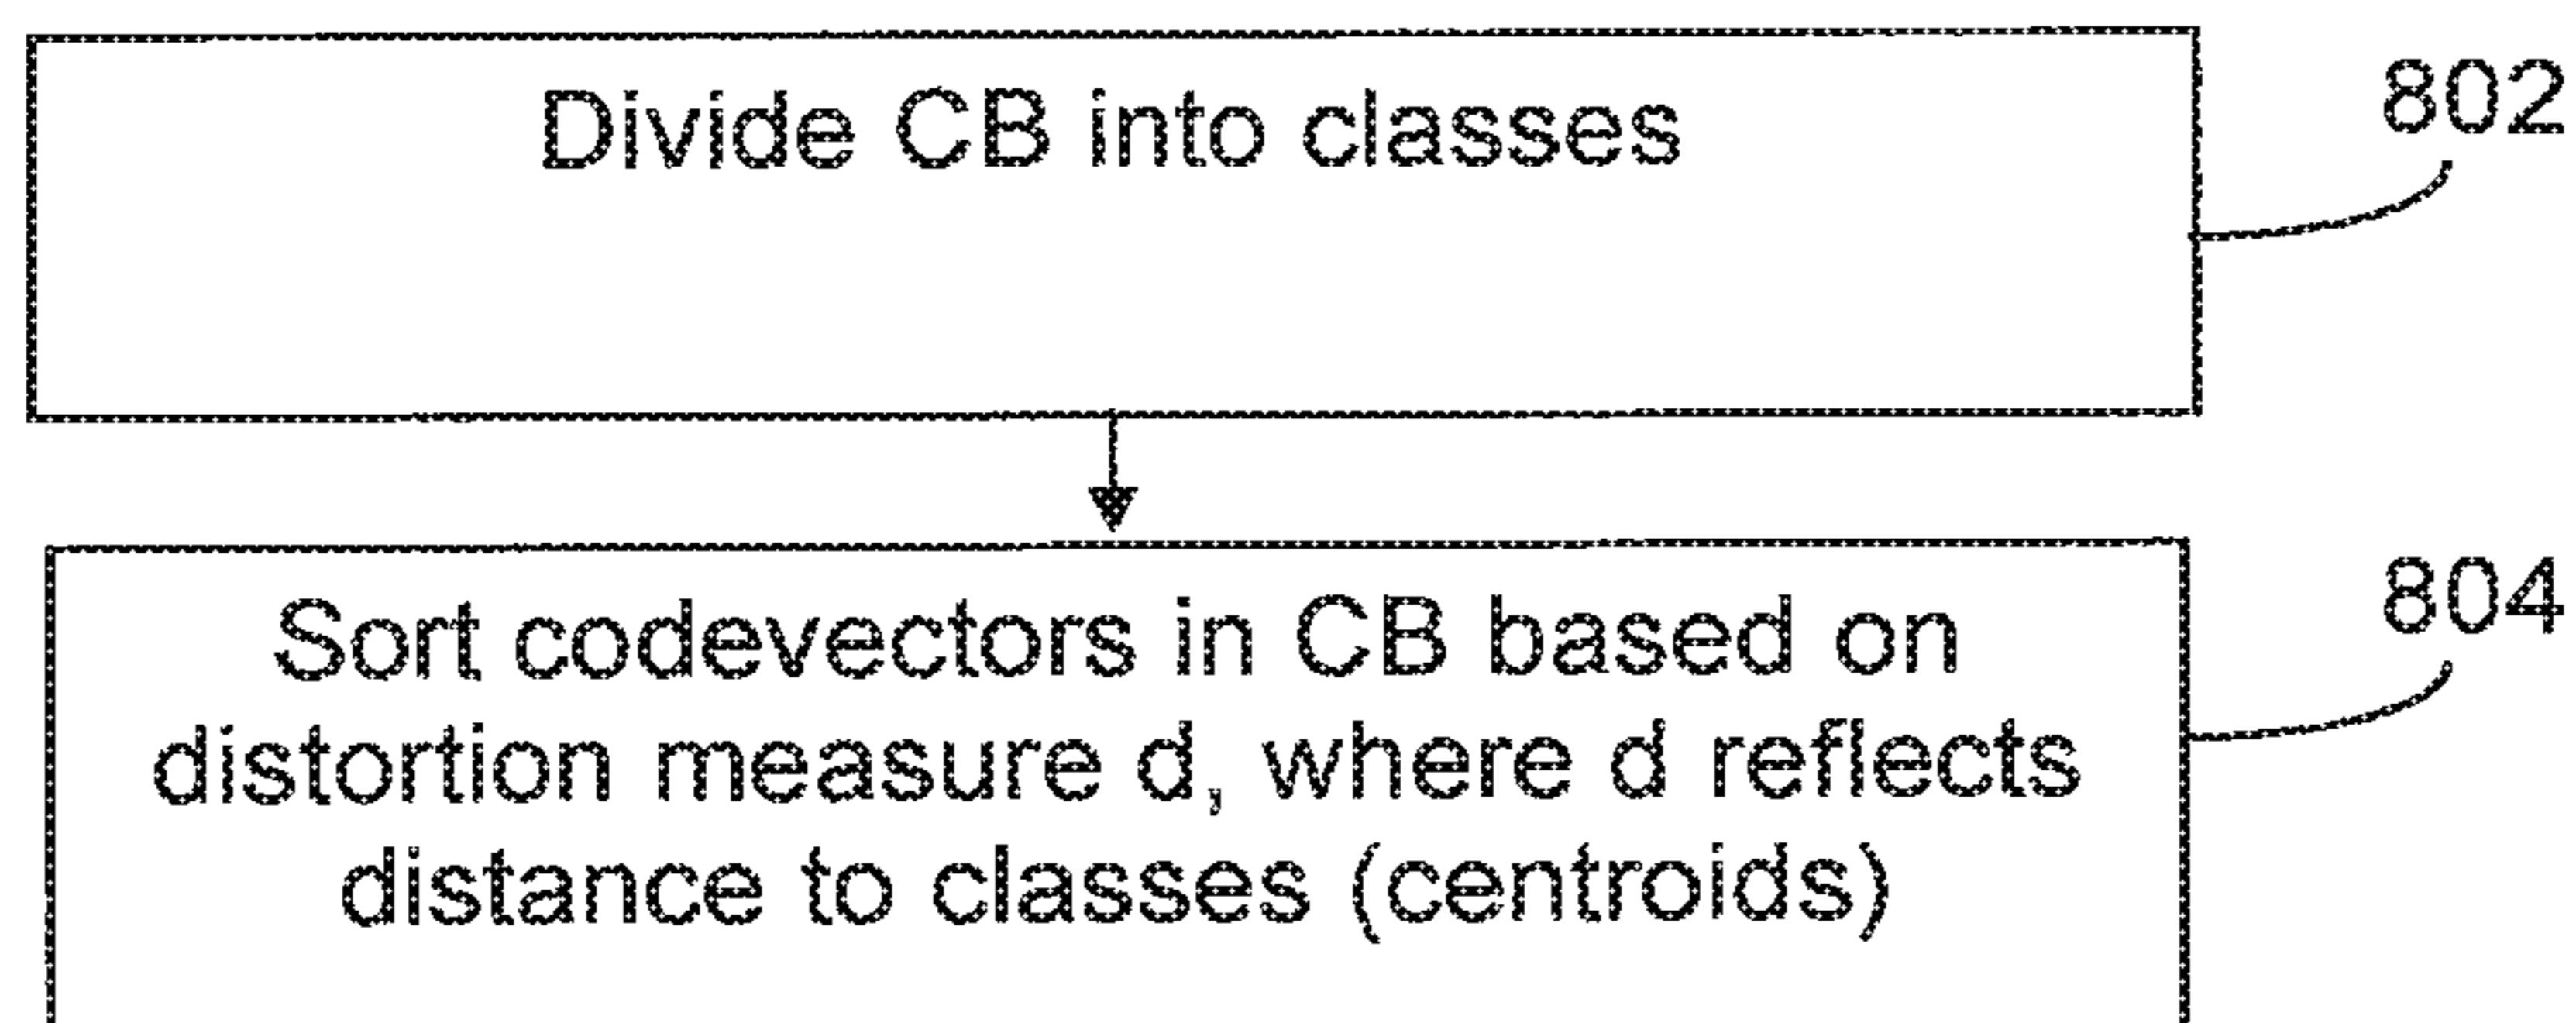 Divide CB into classes
802
Sort codevectors in CB based on
804
distortion measure d, where d reflects
distance to classes (centroids)